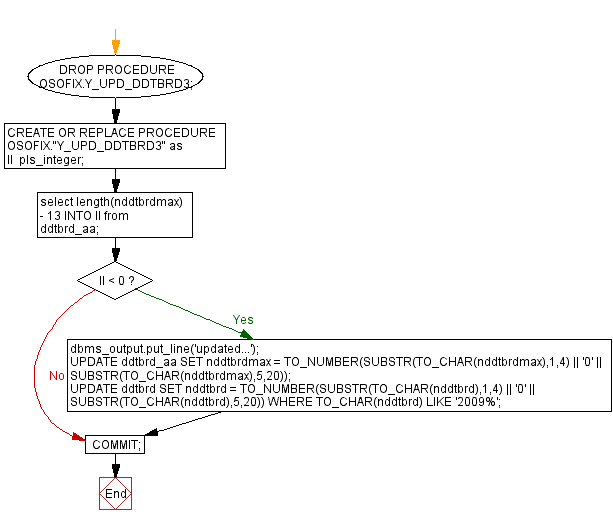 DROP PROCEDURE
OSOFIX.Y_UPD_DDTBRD3;
CREATE OR REPLACE PROCEDURE
OSOFIX."Y_UPD_DDTBRD3" as
ll pls_integer;
select length(nddtbrdmax)
- 13 INTO ll from
ddtbrd_aa;
ll < 0 ?
Yes
dbms_output.put_line('updated...');
UPDATE ddtbrd_aa SET nddtbrdmax = TO_NUMBER(SUBSTR(TO_CHAR(nddtbrdmax),1,4) || '0' ||
SUBSTR(TO_CHAR(nddtbrdmax),5,20));
UPDATE ddtbrd SET nddtbrd = TO_NUMBER(SUBSTR(TO_CHAR(nddtbrd),1,4) || '0' ||
SUBSTR(TO_CHAR(nddtbrd),5,20)) WHERE TO_CHAR(nddtbrd) LIKE '2009%';
No
COMMIT;
End